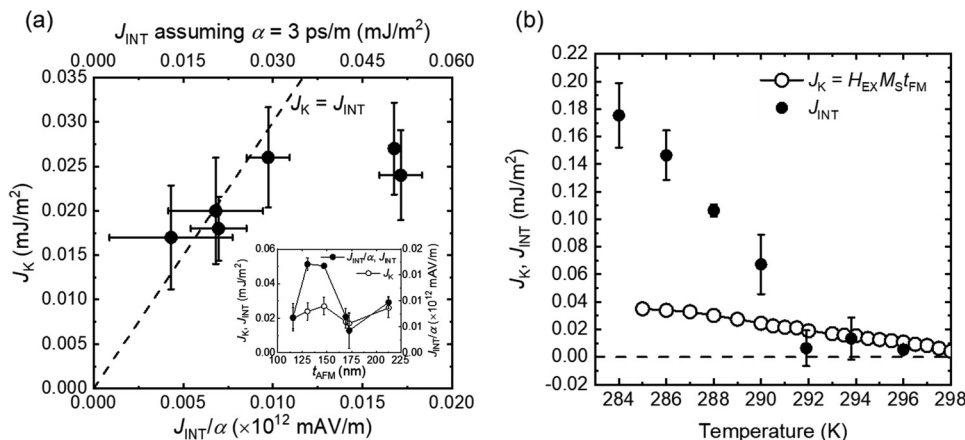 (a)
J_INT assuming α = 3 ps/m (mJ/m²)
0.000 0.015 0.030 0.045 0.060
0.035
0.030
0.025
0.020
0.015
0.010
0.005
0.000
J_K (mJ/m²)
J_K = J_INT
0.06
0.04
0.02
0.00
J_K, J_INT (mJ/m²)
J_INT/α, J_INT
J_K
0.02
0.01
0.01
0.01
0.00
J_INT/α (×10¹² mAV/m)
100 125 150 175 200 225
t_AFM (nm)
0.000 0.005 0.010 0.015 0.020
J_INT/α (×10¹² mAV/m)
(b)
0.22
0.20
0.18
0.16
0.14
0.12
0.10
0.08
0.06
0.04
0.02
0.00
-0.02
J_K, J_INT (mJ/m²)
J_K = H_EX M_S t_FM
J_INT
284 286 288 290 292 294 296 298
Temperature (K)